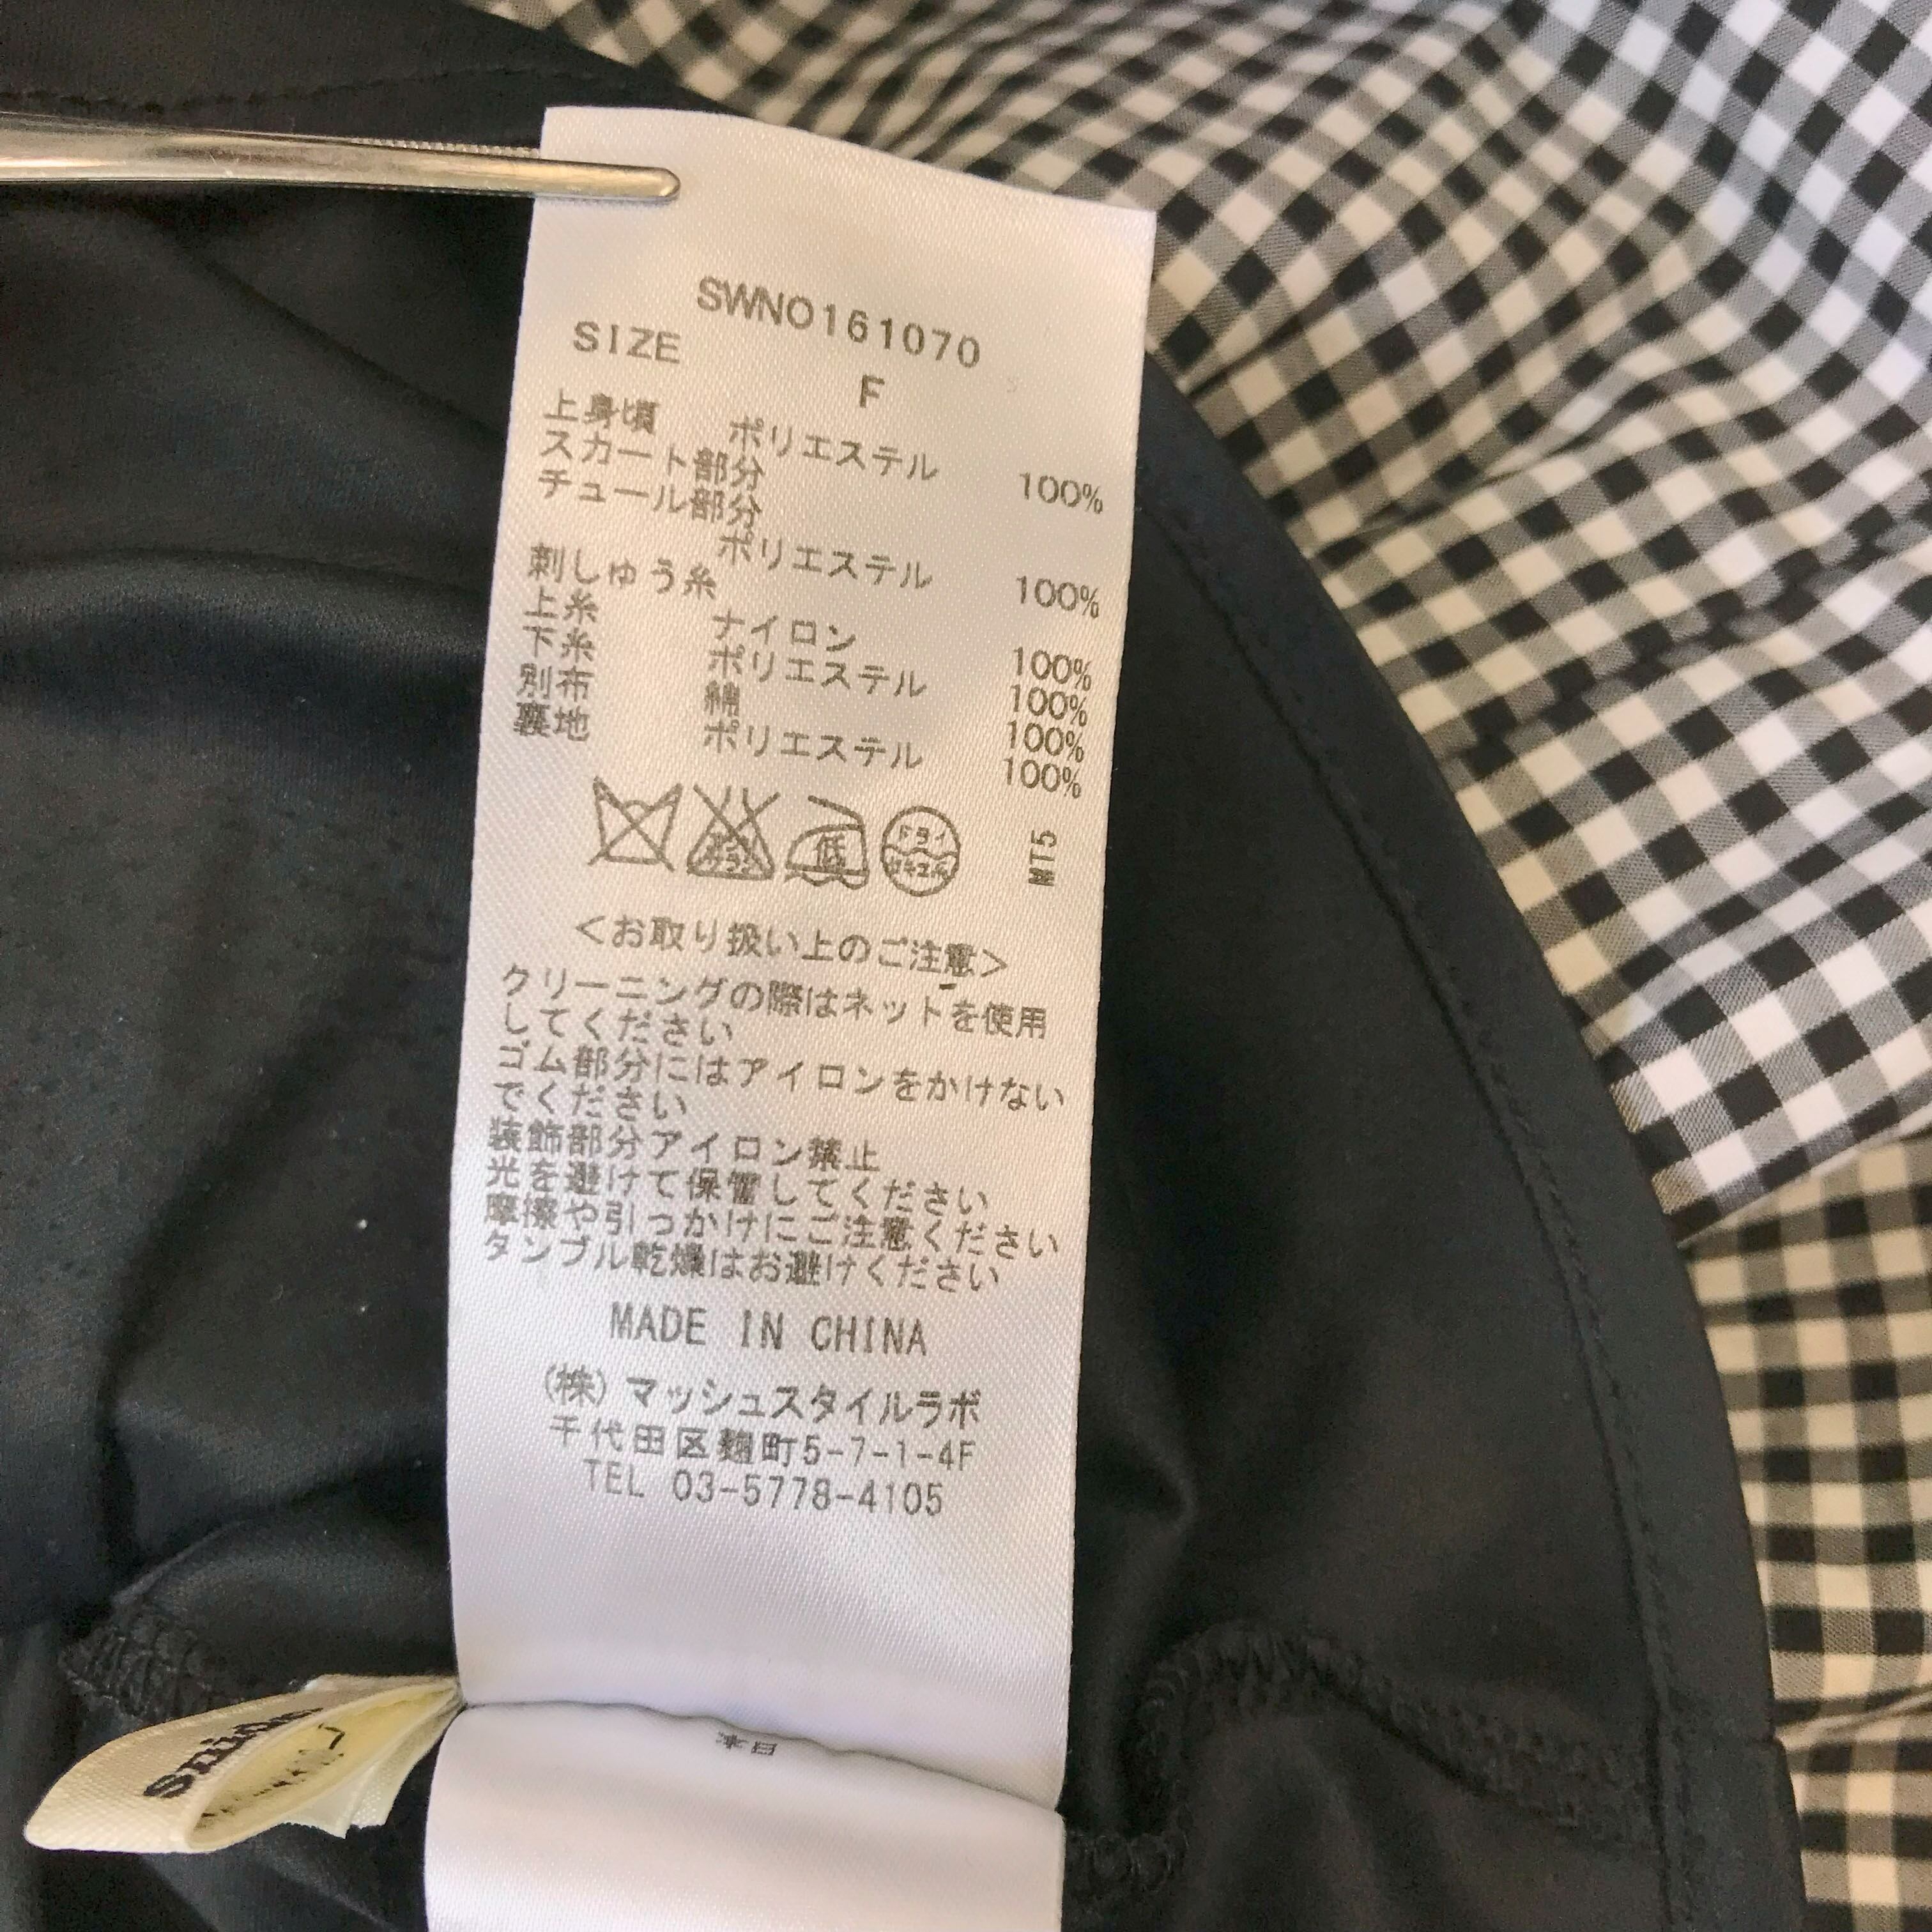 SWNO161070
SIZE
F
上身頃 ポリエステル 100%
スカート部分
チュール部分
ポリエステル 100%
刺しゅう糸
上糸 ナイロン 100%
下糸 ポリエステル 100%
別布 綿 100%
裏地 ポリエステル 100%
低 ドライ MT5
<お取り扱い上のご注意>
クリーニングの際はネットを使用
してください
ゴム部分にはアイロンをかけない
でください
装飾部分アイロン禁止
光を避けて保管してください
摩擦や引っかけにご注意ください
タンブル乾燥はお避けください
MADE IN CHINA
(株) マッシュスタイルラボ
千代田区麹町5-7-1-4F
TEL 03-5778-4105